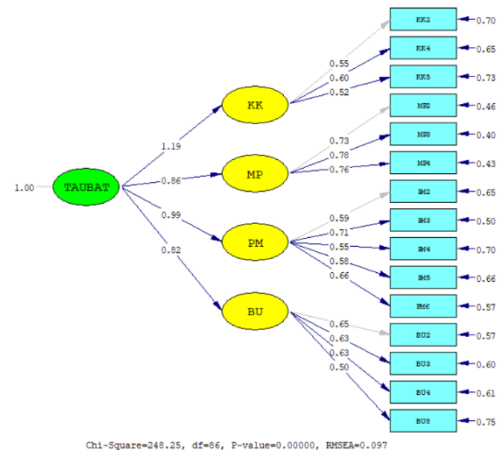 KK2
0.70
KK4
0.65
KK5
0.73
0.55
0.60
0.52
KK
MP2
0.46
MP3
0.40
MP4
0.43
0.73
0.78
0.76
MP
1.19
0.86
0.99
0.82
1.00
TAUBAT
PM2
0.65
PM3
0.50
PM4
0.70
PM5
0.66
PM6
0.57
0.59
0.71
0.55
0.58
0.66
PM
BU2
0.57
BU3
0.60
BU4
0.61
BU5
0.75
0.65
0.63
0.63
0.50
BU
Chi-Square=248.25, df=86, P-value=0.00000, RMSEA=0.097